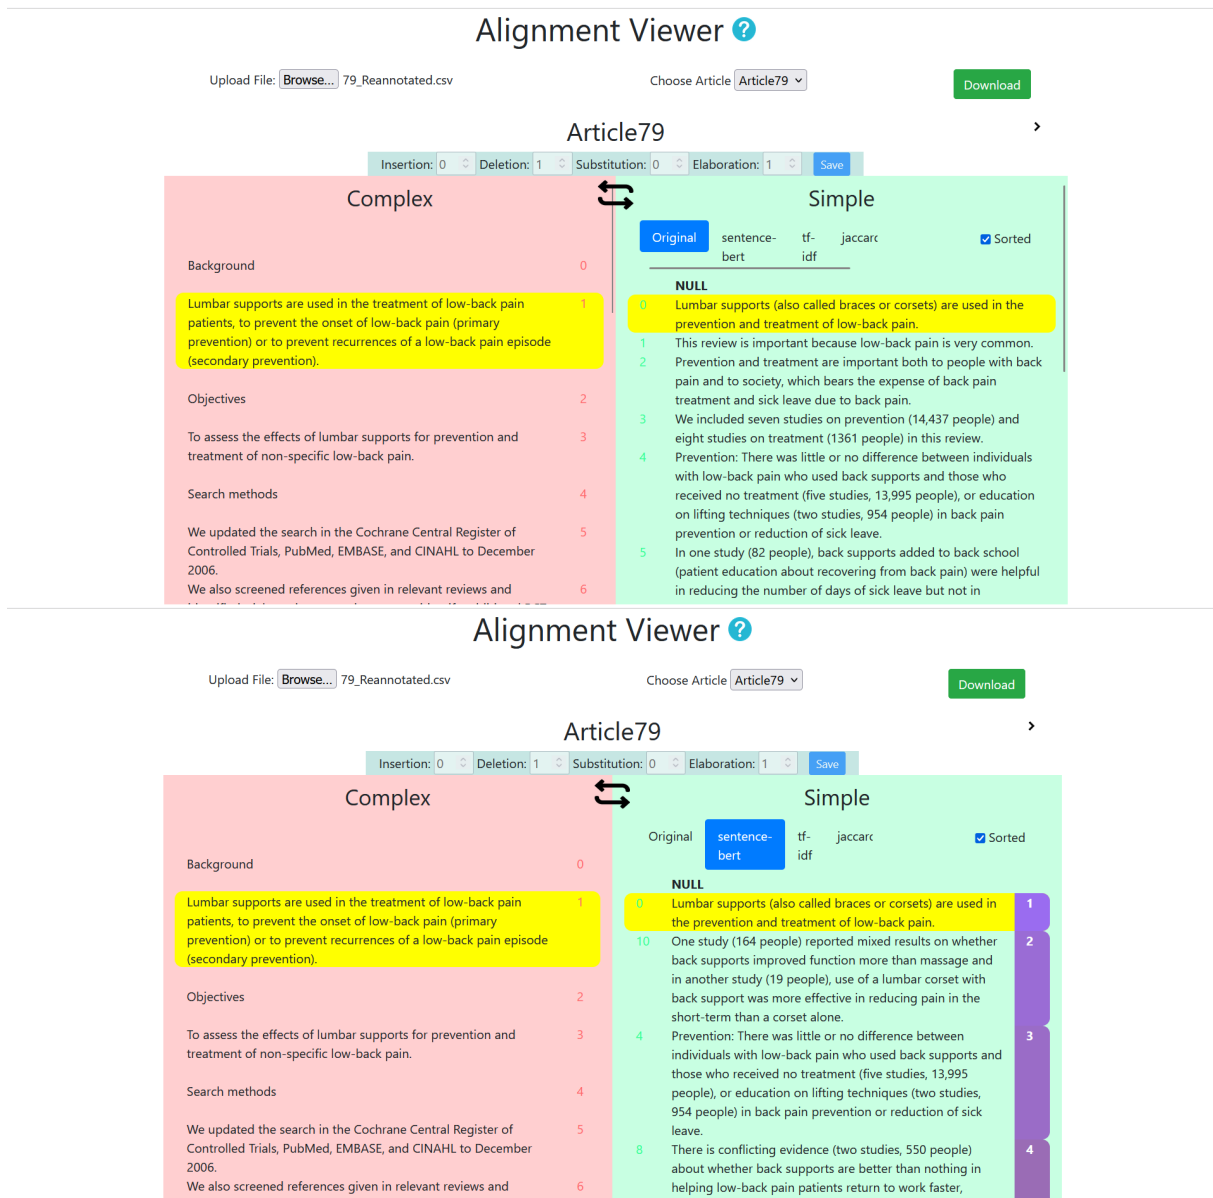 Alignment Viewer ?
Upload File: Browse... 79_Reannotated.csv
Choose Article Article79
Download
Article79
Insertion: 0 Deletion: 1 Substitution: 0 Elaboration: 1 Save
Complex
Background 0
Lumbar supports are used in the treatment of low-back pain 1
patients, to prevent the onset of low-back pain (primary
prevention) or to prevent recurrences of a low-back pain episode
(secondary prevention).
Objectives 2
To assess the effects of lumbar supports for prevention and 3
treatment of non-specific low-back pain.
Search methods 4
We updated the search in the Cochrane Central Register of 5
Controlled Trials, PubMed, EMBASE, and CINAHL to December
2006.
We also screened references given in relevant reviews and 6
Simple
Original
sentence-
bert
tf-
idf
jaccard
Sorted
NULL
0 Lumbar supports (also called braces or corsets) are used in the
prevention and treatment of low-back pain.
1 This review is important because low-back pain is very common.
2 Prevention and treatment are important both to people with back
pain and to society, which bears the expense of back pain
treatment and sick leave due to back pain.
3 We included seven studies on prevention (14,437 people) and
eight studies on treatment (1361 people) in this review.
4 Prevention: There was little or no difference between individuals
with low-back pain who used back supports and those who
received no treatment (five studies, 13,995 people), or education
on lifting techniques (two studies, 954 people) in back pain
prevention or reduction of sick leave.
5 In one study (82 people), back supports added to back school
(patient education about recovering from back pain) were helpful
in reducing the number of days of sick leave but not in
Alignment Viewer ?
Upload File: Browse... 79_Reannotated.csv
Choose Article Article79
Download
Article79
Insertion: 0 Deletion: 1 Substitution: 0 Elaboration: 1 Save
Complex
Background 0
Lumbar supports are used in the treatment of low-back pain 1
patients, to prevent the onset of low-back pain (primary
prevention) or to prevent recurrences of a low-back pain episode
(secondary prevention).
Objectives 2
To assess the effects of lumbar supports for prevention and 3
treatment of non-specific low-back pain.
Search methods 4
We updated the search in the Cochrane Central Register of 5
Controlled Trials, PubMed, EMBASE, and CINAHL to December
2006.
We also screened references given in relevant reviews and 6
Simple
Original
sentence-
bert
tf-
idf
jaccard
Sorted
NULL
0 Lumbar supports (also called braces or corsets) are used in 1
the prevention and treatment of low-back pain.
10 One study (164 people) reported mixed results on whether 2
back supports improved function more than massage and
in another study (19 people), use of a lumbar corset with
back support was more effective in reducing pain in the
short-term than a corset alone.
4 Prevention: There was little or no difference between 3
individuals with low-back pain who used back supports and
those who received no treatment (five studies, 13,995
people), or education on lifting techniques (two studies,
954 people) in back pain prevention or reduction of sick
leave.
8 There is conflicting evidence (two studies, 550 people) 4
about whether back supports are better than nothing in
helping low-back pain patients return to work faster,